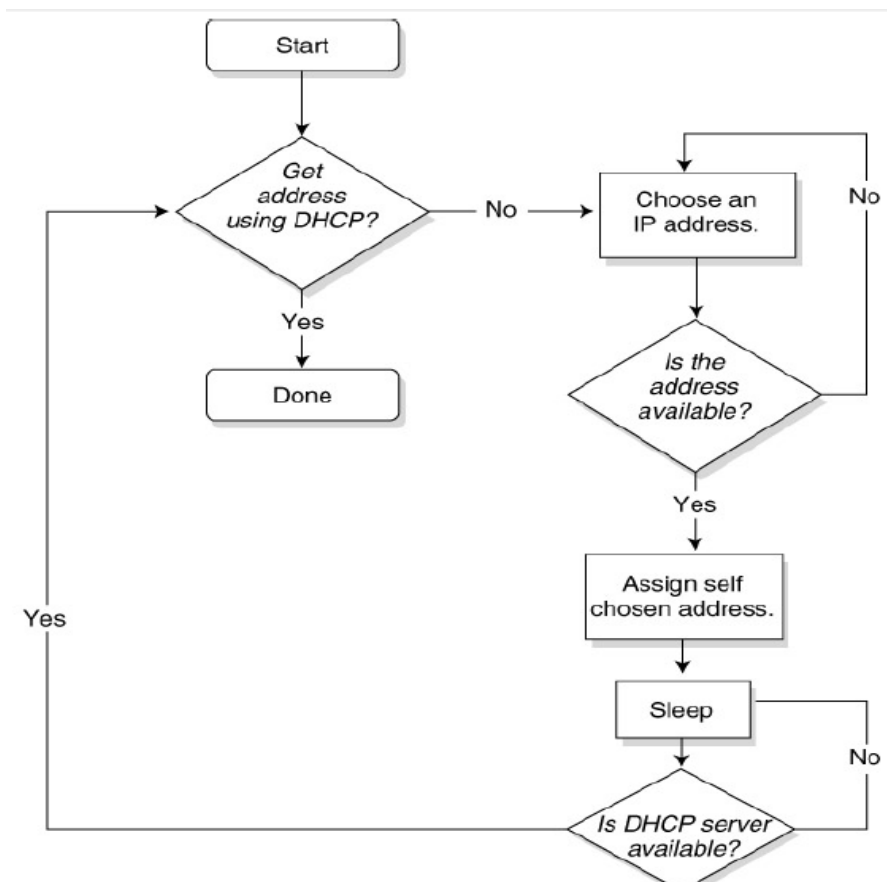 Start
Get
address
using DHCP?
No
Choose an
IP address.
No
Yes
Done
Is the
address
available?
Yes
Assign self
chosen address.
Yes
Sleep
No
Is DHCP server
available?